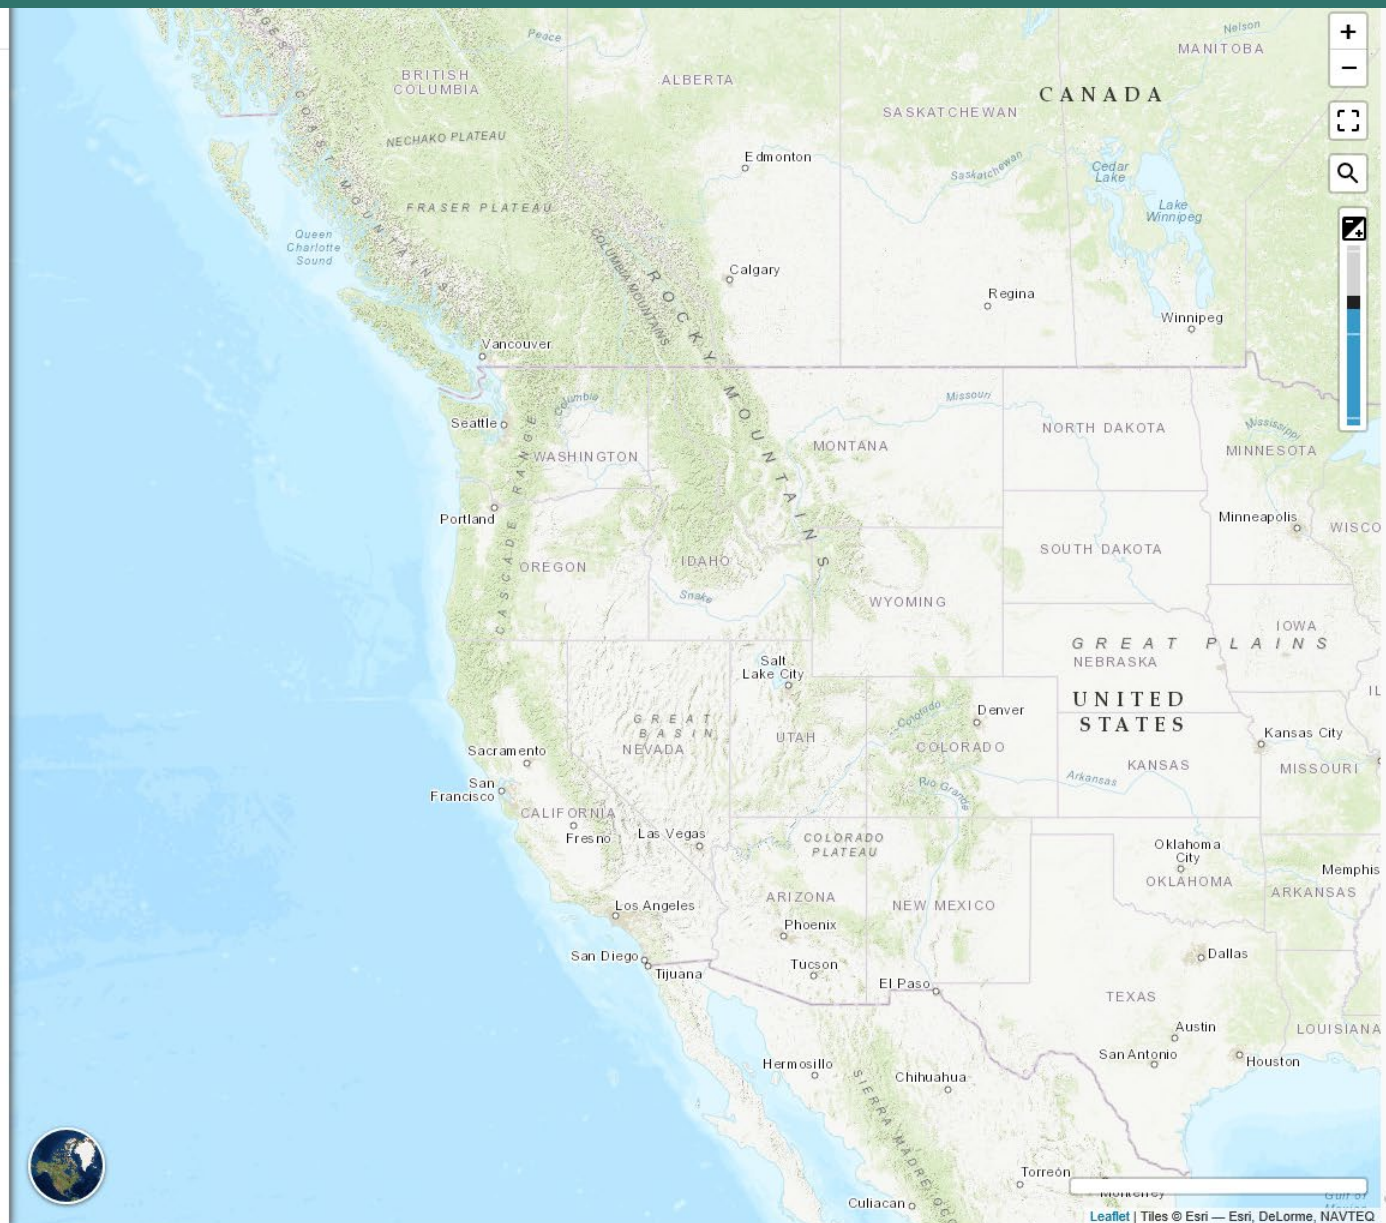 Peace
Nelson
MANITOBA
BRITISH
COLUMBIA
ALBERTA
CANADA
SASKATCHEWAN
COAST MOUNTAINS
NECHAKO PLATEAU
Edmonton
Saskatchewan
Cedar
Lake
Lake
Winnipeg
FRASER PLATEAU
Queen
Charlotte
Sound
COLUMBIA MOUNTAINS
ROCKY MOUNTAINS
Calgary
Regina
Winnipeg
Vancouver
Columbia
Missouri
Seattle
WASHINGTON
MONTANA
NORTH DAKOTA
Mississippi
MINNESOTA
CASCADE RANGE
Portland
Minneapolis
WISCO
OREGON
IDAHO
SOUTH DAKOTA
Snake
WYOMING
IOWA
GREAT PLAINS
NEBRASKA
Salt
Lake City
UNITED
STATES
IL
Denver
Colorado
GREAT
BASIN
NEVADA
UTAH
COLORADO
Kansas City
Sacramento
KANSAS
MISSOURI
Arkansas
San
Francisco
Rio Grande
CALIFORNIA
Fresno
Las Vegas
COLORADO
PLATEAU
Oklahoma
City
OKLAHOMA
Memphis
ARKANSAS
Los Angeles
ARIZONA
NEW MEXICO
Phoenix
San Diego
Tijuana
Tucson
El Paso
Dallas
TEXAS
Austin
LOUISIANA
San Antonio
Houston
Hermosillo
Chihuahua
Torreón
Monterrey
Culiacan
Gulf of
Leaflet | Tiles © Esri — Esri, DeLorme, NAVTEQ